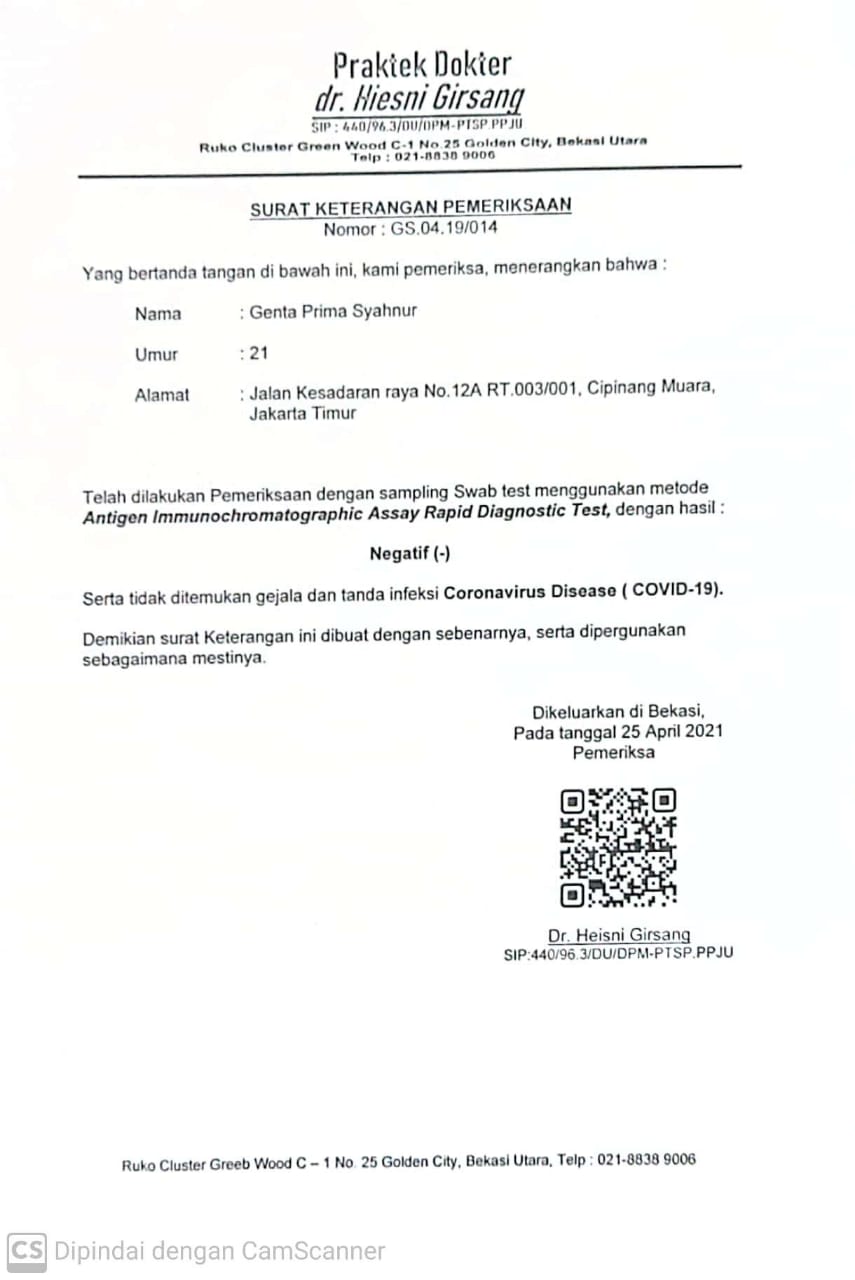 Praktek Dokter
dr. Hiesni Girsang
SIP : 440/96.3/DU/DPM-PTSP.PPJU
Ruko Cluster Green Wood C-1 No.25 Golden City, Bekasi Utara
Telp : 021-8838 9006
SURAT KETERANGAN PEMERIKSAAN
Nomor : GS.04.19/014
Yang bertanda tangan di bawah ini, kami pemeriksa, menerangkan bahwa :
Nama : Genta Prima Syahnur
Umur : 21
Alamat : Jalan Kesadaran raya No.12A RT.003/001, Cipinang Muara,
Jakarta Timur
Telah dilakukan Pemeriksaan dengan sampling Swab test menggunakan metode
Antigen Immunochromatographic Assay Rapid Diagnostic Test, dengan hasil :
Negatif (-)
Serta tidak ditemukan gejala dan tanda infeksi Coronavirus Disease ( COVID-19).
Demikian surat Keterangan ini dibuat dengan sebenarnya, serta dipergunakan
sebagaimana mestinya.
Dikeluarkan di Bekasi,
Pada tanggal 25 April 2021
Pemeriksa
Dr. Heisni Girsang
SIP:440/96.3/DU/DPM-PTSP.PPJU
Ruko Cluster Greeb Wood C – 1 No. 25 Golden City, Bekasi Utara, Telp : 021-8838 9006
CS Dipindai dengan CamScanner